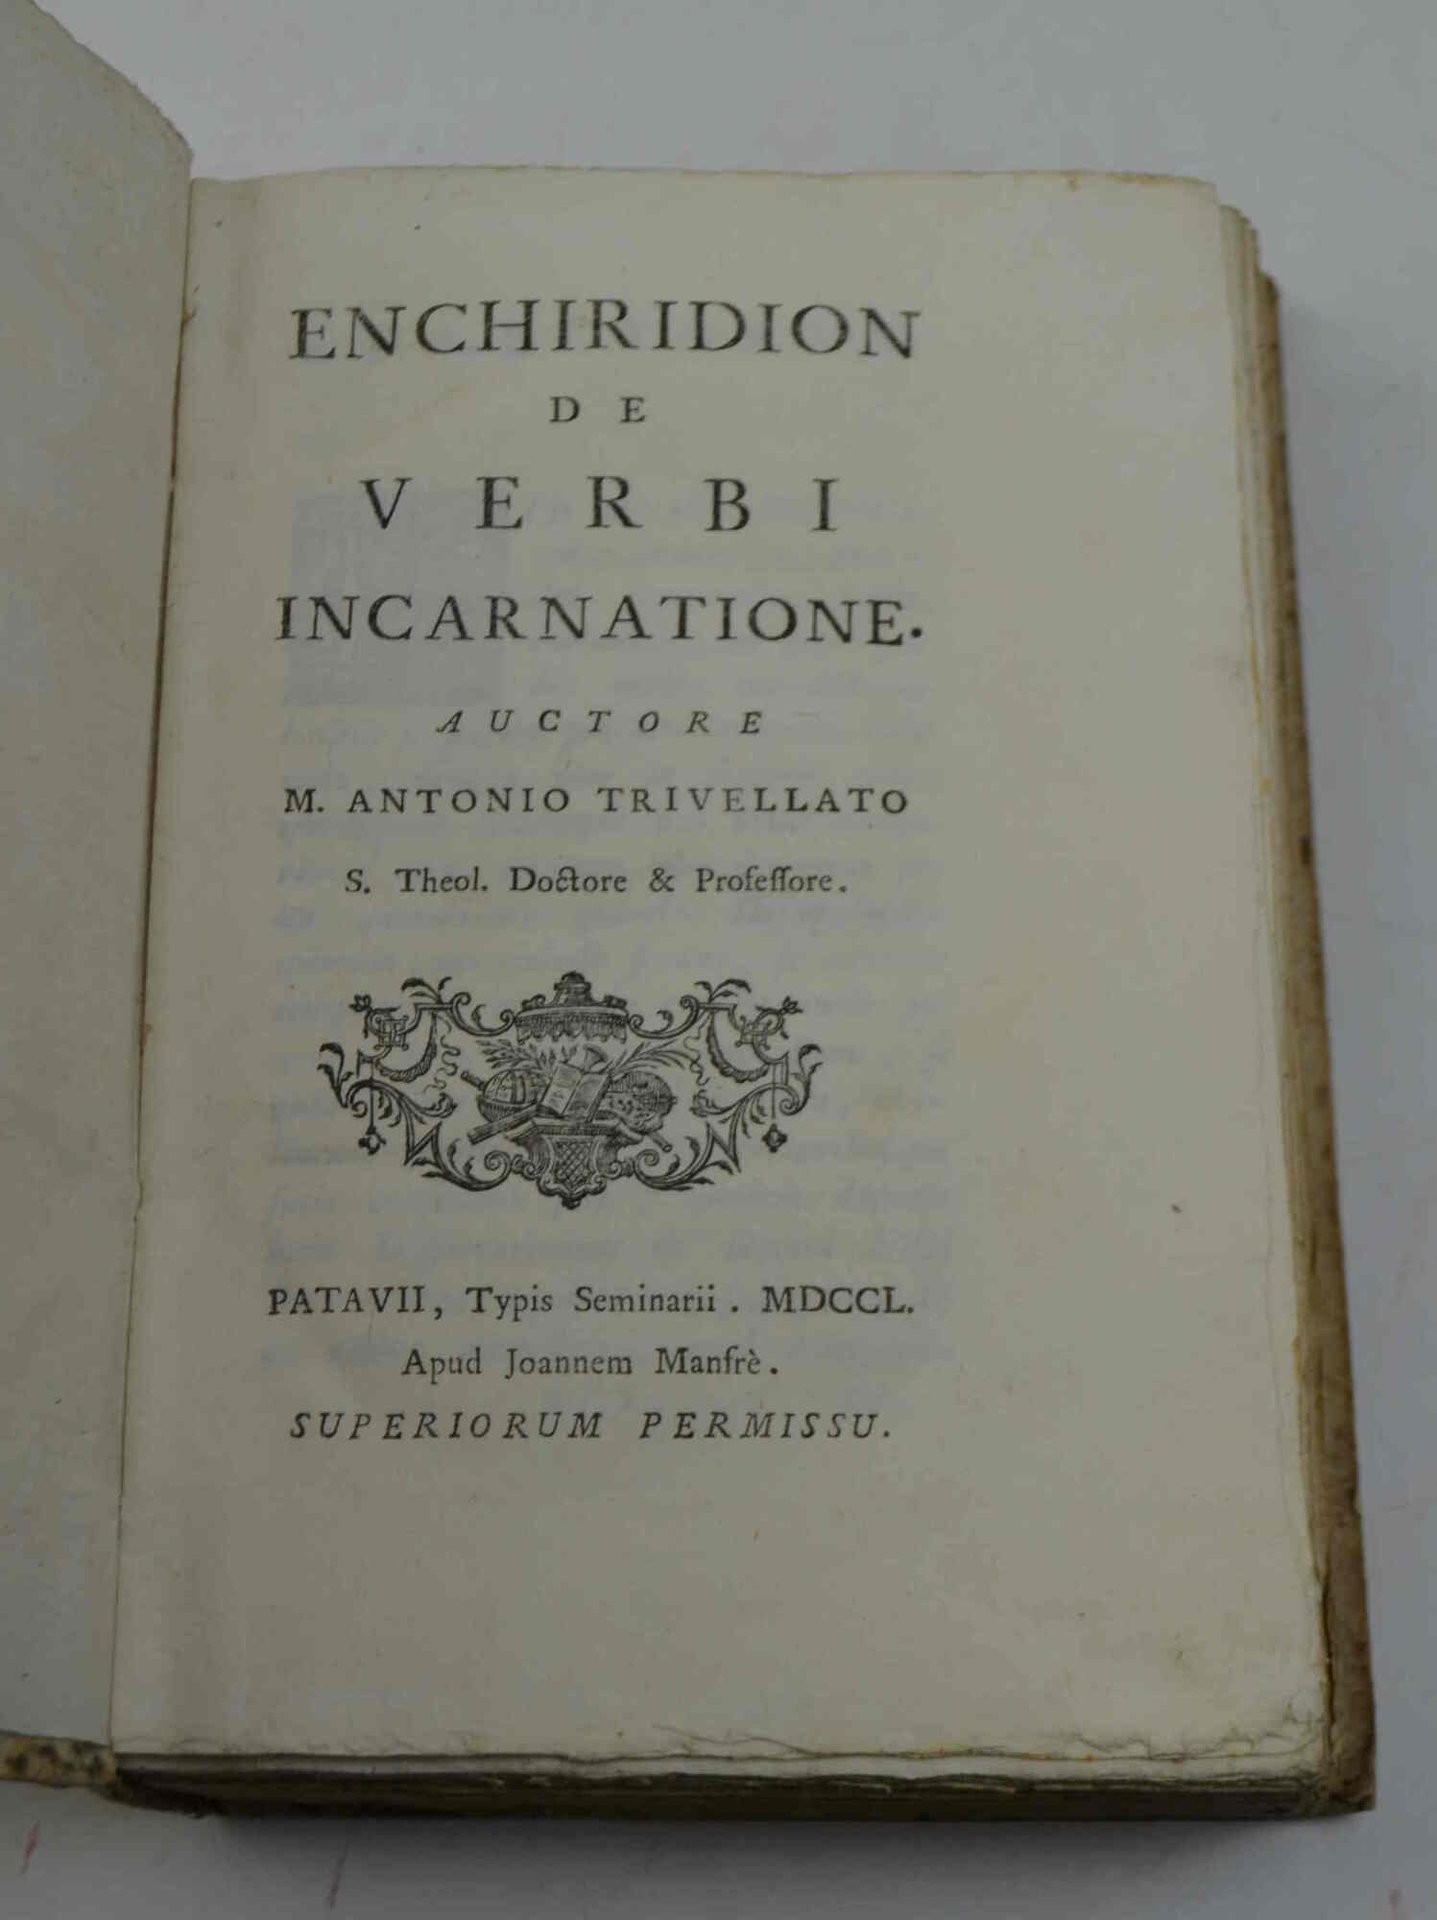 ENCHIRIDION
DE
VERBI
INCARNATIONE.
AUCTORE
M. ANTONIO TRIVELLATO
S. Theol. Doctore & Profeſſore.
PATAVII, Typis Seminarii. MDCCL.
Apud Joannem Manfrè.
SUPERIORUM PERMISSU.